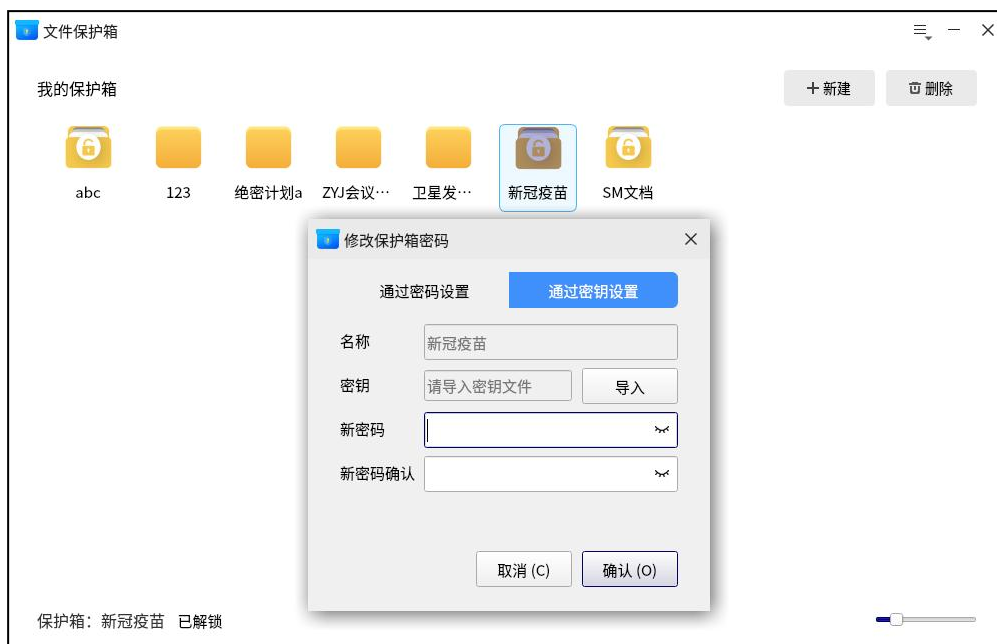 文件保护箱
我的保护箱
新建
删除
abc
123
绝密计划a
ZYJ会议…
卫星发…
新冠疫苗
SM文档
修改保护箱密码
通过密码设置
通过密钥设置
名称
新冠疫苗
密钥
请导入密钥文件
导入
新密码
新密码确认
取消 (C)
确认 (O)
保护箱：新冠疫苗 已解锁